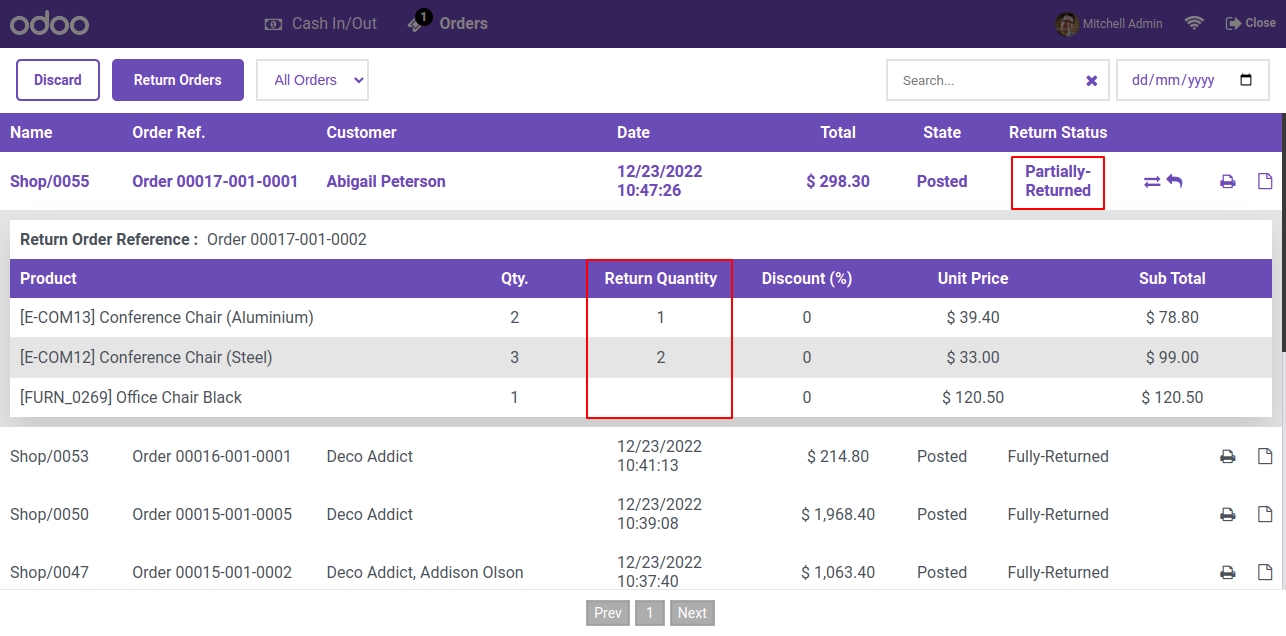 odoo Cash In/Out 1 Orders Mitchell Admin Close
Discard Return Orders All Orders Search... dd/mm/yyyy
Name Order Ref. Customer Date Total State Return Status
Shop/0055 Order 00017-001-0001 Abigail Peterson 12/23/2022 10:47:26 $ 298.30 Posted Partially-Returned
Return Order Reference : Order 00017-001-0002
Product Qty. Return Quantity Discount (%) Unit Price Sub Total
[E-COM13] Conference Chair (Aluminium) 2 1 0 $ 39.40 $ 78.80
[E-COM12] Conference Chair (Steel) 3 2 0 $ 33.00 $ 99.00
[FURN_0269] Office Chair Black 1 0 $ 120.50 $ 120.50
Shop/0053 Order 00016-001-0001 Deco Addict 12/23/2022 10:41:13 $ 214.80 Posted Fully-Returned
Shop/0050 Order 00015-001-0005 Deco Addict 12/23/2022 10:39:08 $ 1,968.40 Posted Fully-Returned
Shop/0047 Order 00015-001-0002 Deco Addict, Addison Olson 12/23/2022 10:37:40 $ 1,063.40 Posted Fully-Returned
Prev 1 Next